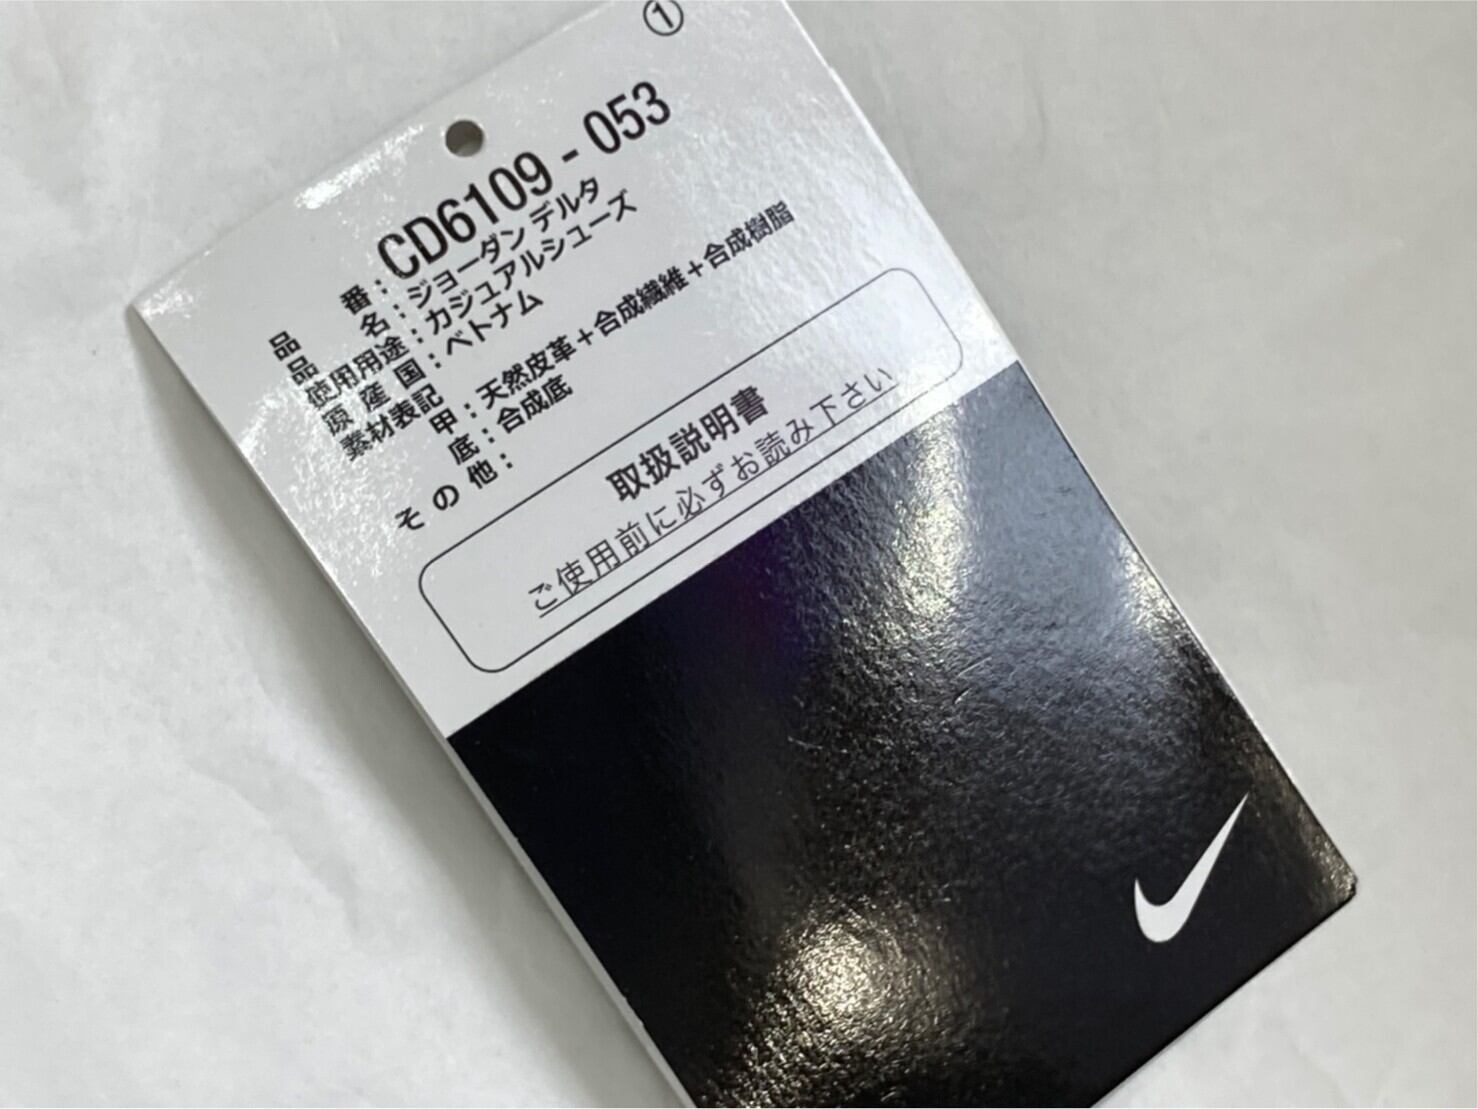 ①
品番：CD6109-053
品名：ジョーダン デルタ
使用用途：カジュアルシューズ
原産国：ベトナム
素材表記
甲：天然皮革＋合成繊維＋合成樹脂
底：合成底
その他：
取扱説明書
ご使用前に必ずお読み下さい